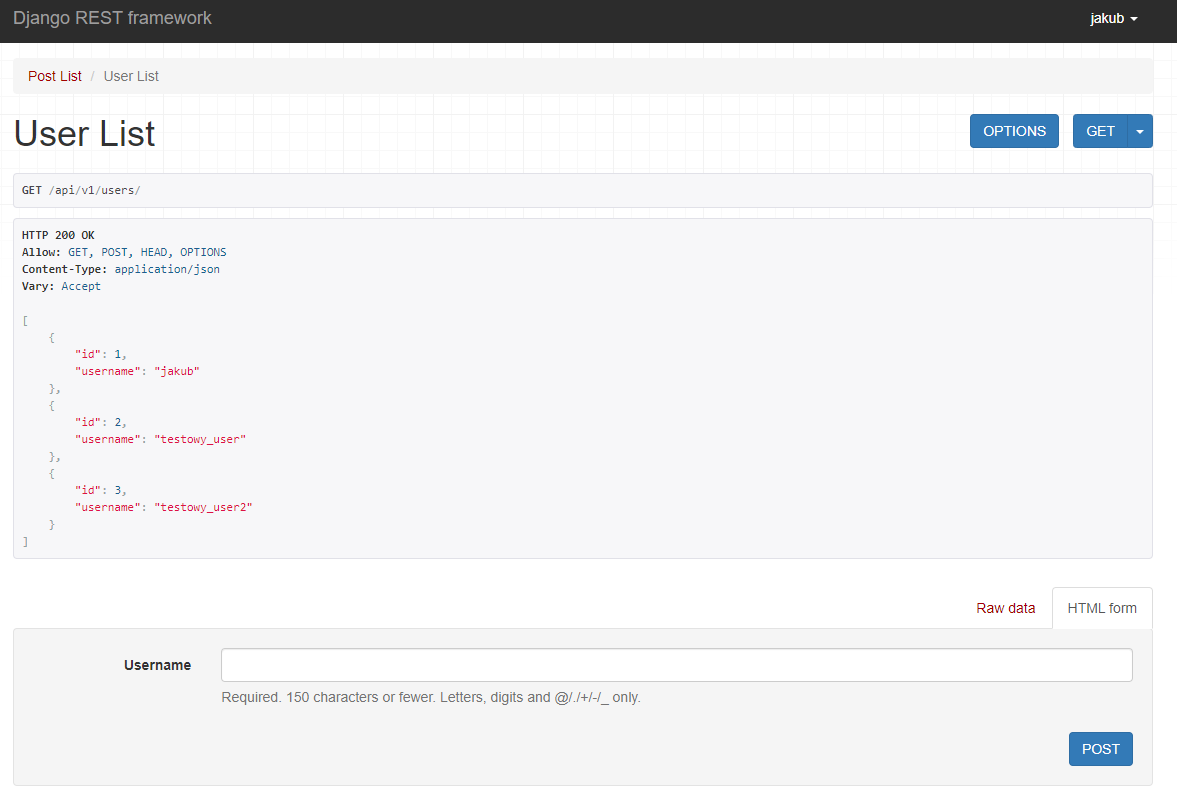 Django REST framework
jakub
Post List / User List
User List
OPTIONS
GET
GET /api/v1/users/
HTTP 200 OK
Allow: GET, POST, HEAD, OPTIONS
Content-Type: application/json
Vary: Accept
[
    {
        "id": 1,
        "username": "jakub"
    },
    {
        "id": 2,
        "username": "testowy_user"
    },
    {
        "id": 3,
        "username": "testowy_user2"
    }
]
Raw data
HTML form
Username
Required. 150 characters or fewer. Letters, digits and @/./+/-/_ only.
POST